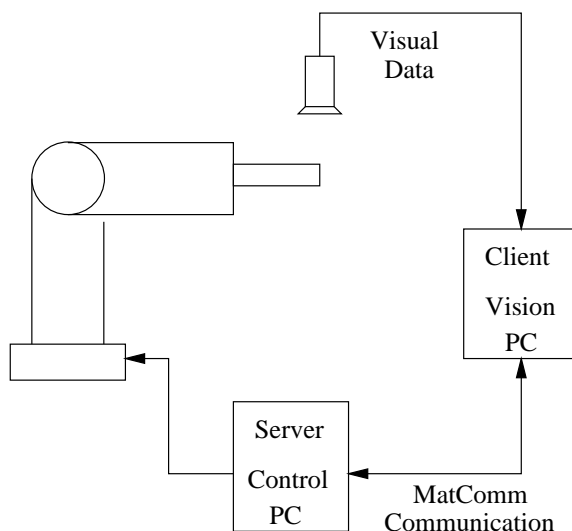 Visual
Data
Client
Vision
PC
Server
Control
PC
MatComm
Communication